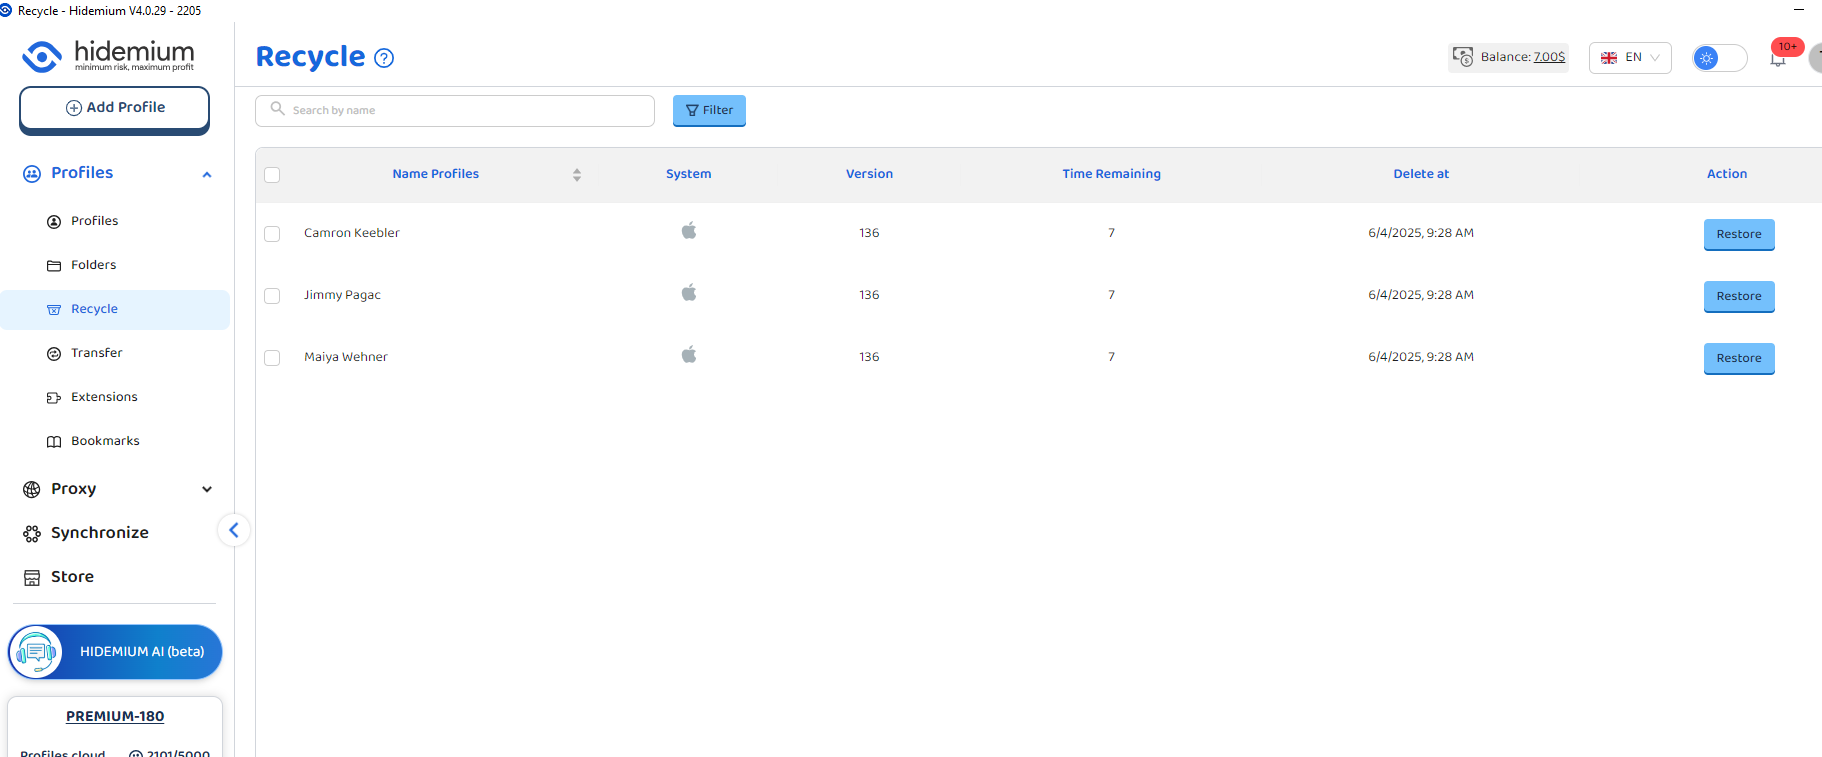 Recycle - Hidemium V4.0.29 - 2205
hidemium
minimum risk, maximum profit
Recycle
Balance: 7.00$
EN
10+
Add Profile
Search by name
Filter
Profiles
Name Profiles System Version Time Remaining Delete at Action
Profiles
Camron Keebler 136 7 6/4/2025, 9:28 AM Restore
Folders
Jimmy Pagac 136 7 6/4/2025, 9:28 AM Restore
Recycle
Transfer
Maiya Wehner 136 7 6/4/2025, 9:28 AM Restore
Extensions
Bookmarks
Proxy
Synchronize
Store
HIDEMIUM AI (beta)
PREMIUM-180
Profiles cloud 2101/5000